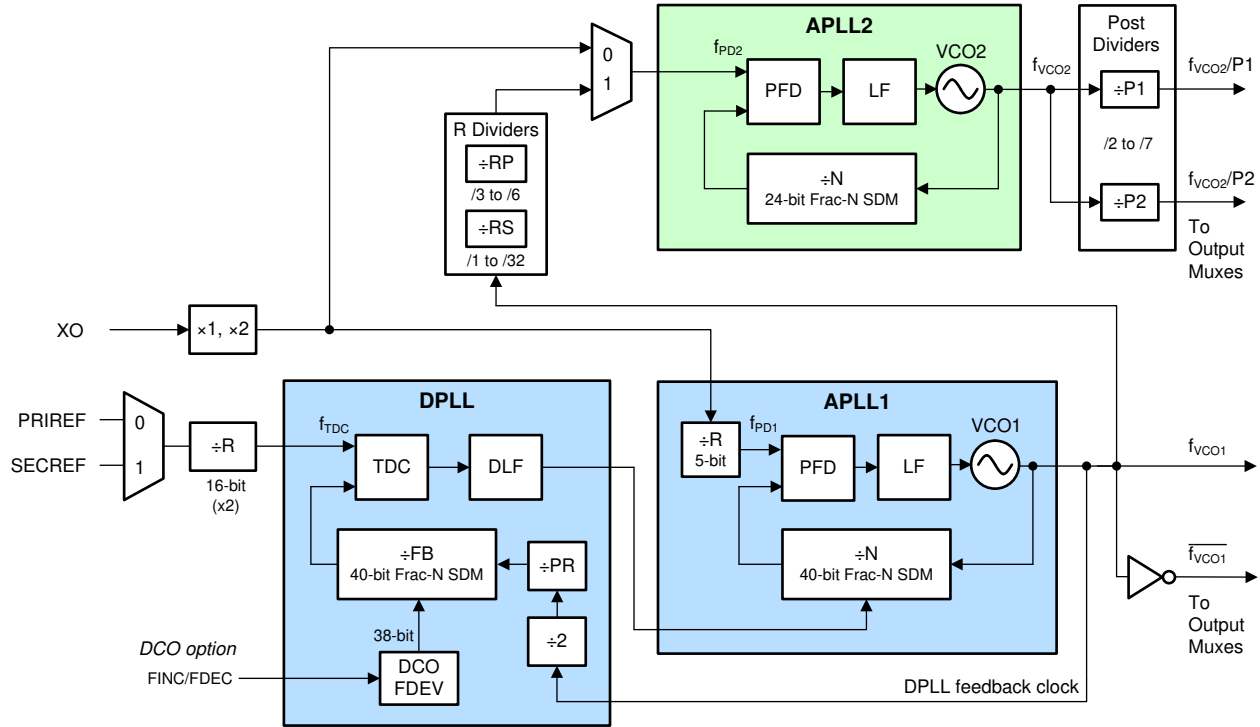 APLL2
Post
Dividers
0
1
f_PD2
VCO2
f_VCO2
f_VCO2/P1
PFD
LF
÷P1
R Dividers
÷RP
/3 to /6
÷RS
/1 to /32
÷N
24-bit Frac-N SDM
/2 to /7
f_VCO2/P2
÷P2
To
Output
Muxes
XO
×1, ×2
DPLL
APLL1
PRIREF
SECREF
0
1
÷R
16-bit
(x2)
f_TDC
TDC
DLF
÷R
5-bit
f_PD1
PFD
LF
VCO1
f_VCO1
÷FB
40-bit Frac-N SDM
÷PR
÷N
40-bit Frac-N SDM
f_VCO1
To
Output
Muxes
38-bit
÷2
DCO option
FINC/FDEC
DCO
FDEV
DPLL feedback clock